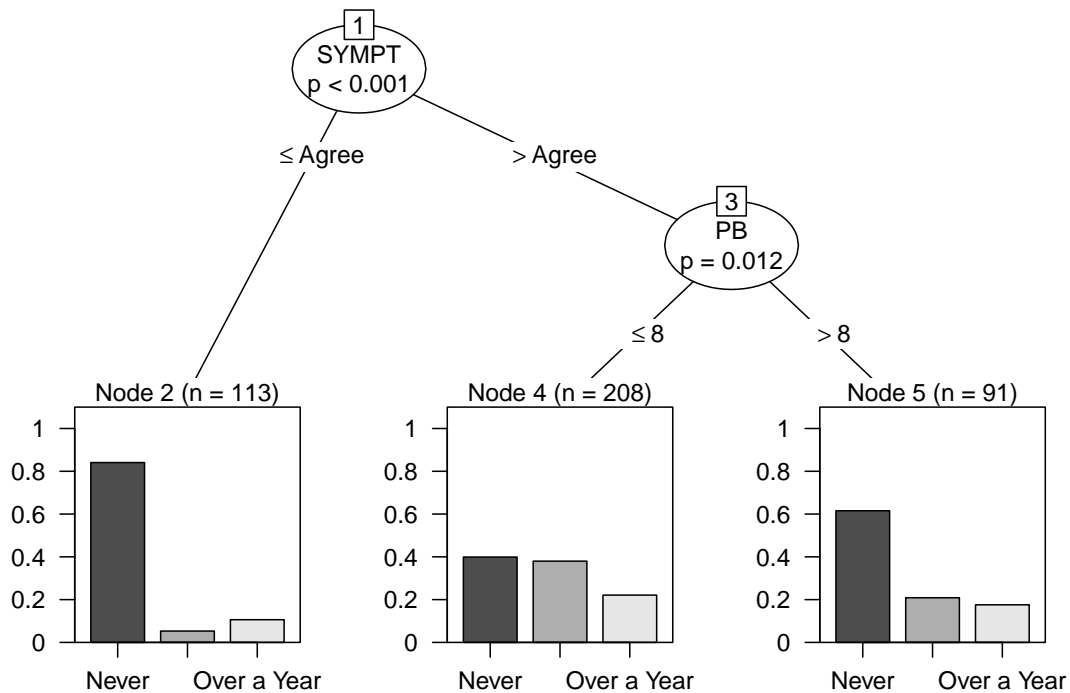 1
SYMPT
p < 0.001
≤ Agree
> Agree
3
PB
p = 0.012
≤ 8
> 8
Node 2 (n = 113)
1
0.8
0.6
0.4
0.2
0
Never
Over a Year
Node 4 (n = 208)
1
0.8
0.6
0.4
0.2
0
Never
Over a Year
Node 5 (n = 91)
1
0.8
0.6
0.4
0.2
0
Never
Over a Year